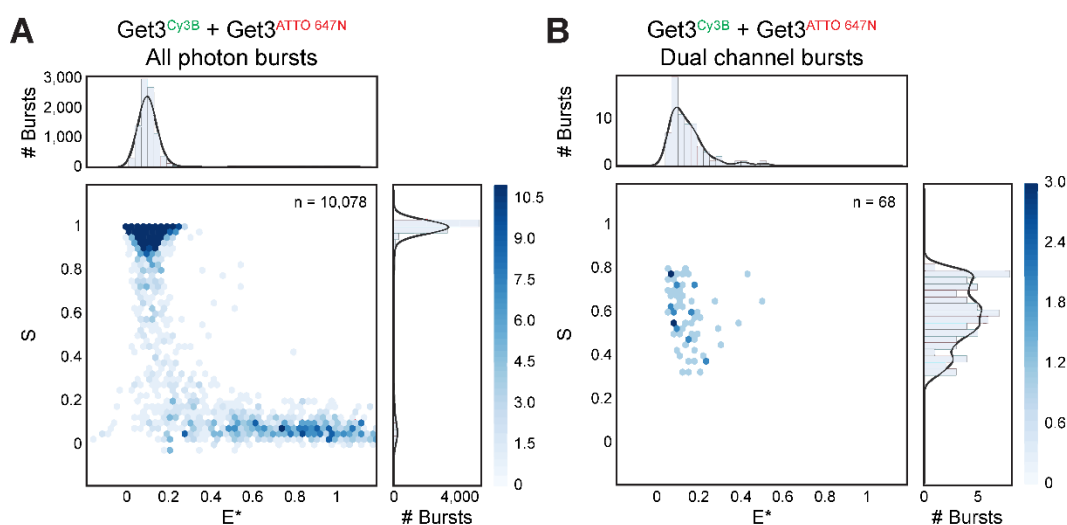 A
Get3Cy3B + Get3ATTO 647N
All photon bursts
# Bursts
3,000
2,000
1,000
0
n = 10,078
S
1
0.8
0.6
0.4
0.2
0
0 0.2 0.4 0.6 0.8 1
E*
0 4,000
# Bursts
10.5
9.0
7.5
6.0
4.5
3.0
1.5
0
B
Get3Cy3B + Get3ATTO 647N
Dual channel bursts
# Bursts
10
0
n = 68
S
1
0.8
0.6
0.4
0.2
0
0 0.2 0.4 0.6 0.8 1
E*
0 5
# Bursts
3.0
2.4
1.8
1.2
0.6
0